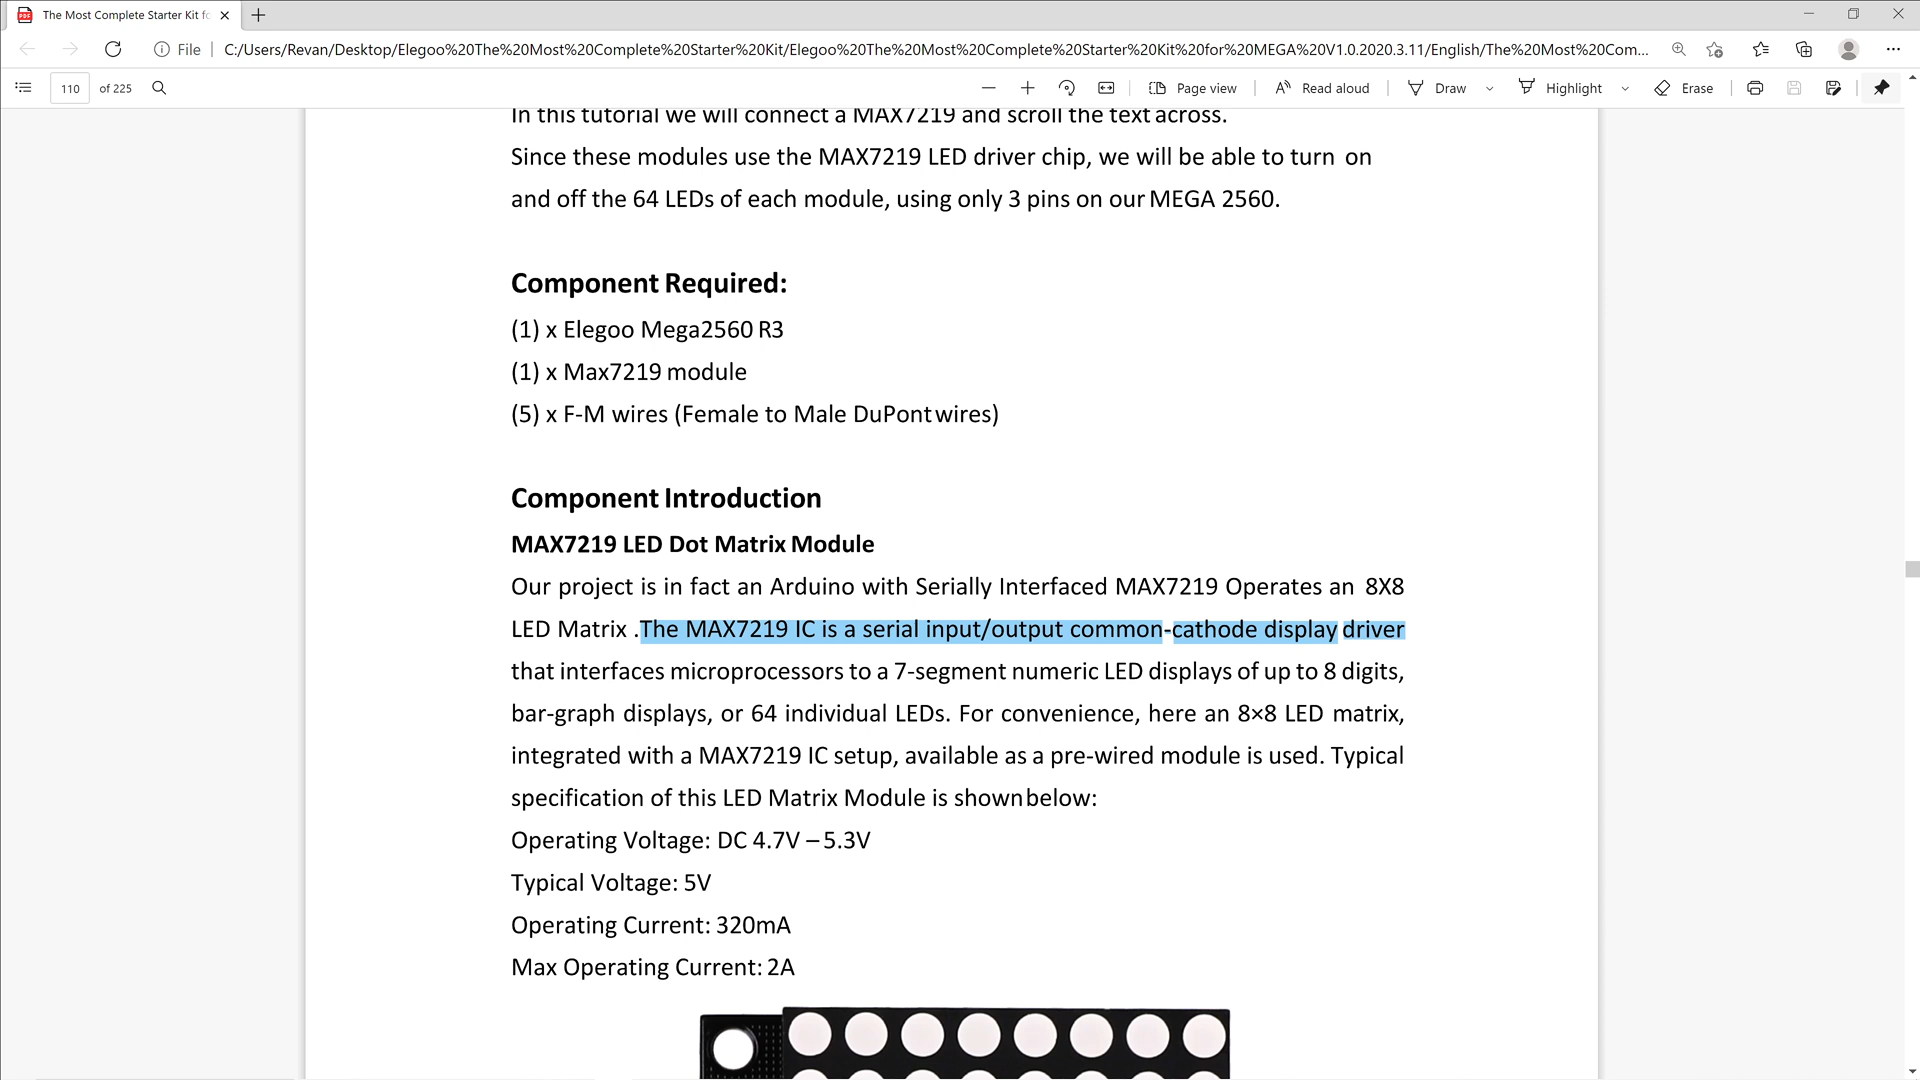 The Most Complete Starter Kit fo
File
C:/Users/Revan/Desktop/Elegoo%20The%20Most%20Complete%20Starter%20Kit/Elegoo%20The%20Most%20Complete%20Starter%20Kit%20for%20MEGA%20V1.0.2020.3.11/English/The%20Most%20Com...
110 of 225
Page view
Read aloud
Draw
Highlight
Erase
In this tutorial we will connect a MAX7219 and scroll the text across.
Since these modules use the MAX7219 LED driver chip, we will be able to turn on
and off the 64 LEDs of each module, using only 3 pins on our MEGA 2560.
Component Required:
(1) x Elegoo Mega2560 R3
(1) x Max7219 module
(5) x F-M wires (Female to Male DuPont wires)
Component Introduction
MAX7219 LED Dot Matrix Module
Our project is in fact an Arduino with Serially Interfaced MAX7219 Operates an 8X8
LED Matrix .The MAX7219 IC is a serial input/output common-cathode display driver
that interfaces microprocessors to a 7-segment numeric LED displays of up to 8 digits,
bar-graph displays, or 64 individual LEDs. For convenience, here an 8×8 LED matrix,
integrated with a MAX7219 IC setup, available as a pre-wired module is used. Typical
specification of this LED Matrix Module is shown below:
Operating Voltage: DC 4.7V – 5.3V
Typical Voltage: 5V
Operating Current: 320mA
Max Operating Current: 2A